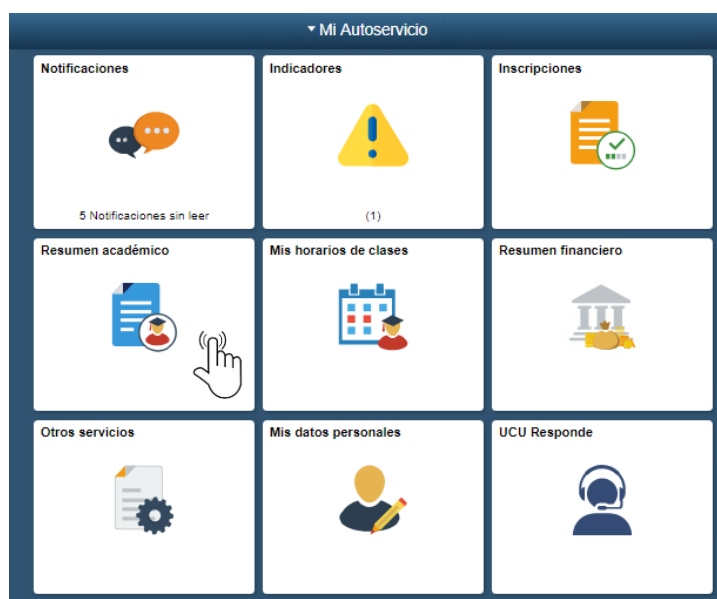 Mi Autoservicio
Notificaciones
5 Notificaciones sin leer
Indicadores
(1)
Inscripciones
Resumen académico
Mis horarios de clases
Resumen financiero
Otros servicios
Mis datos personales
UCU Responde